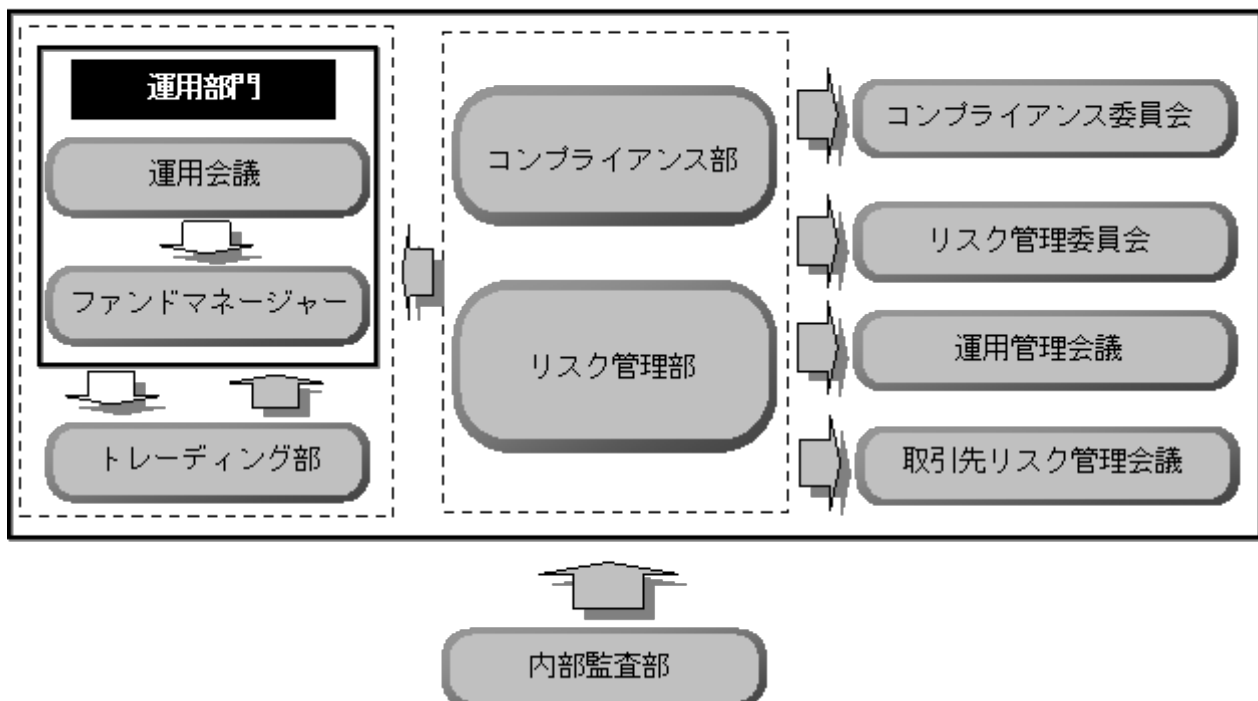 運用部門
運用会議
ファンドマネージャー
トレーディング部
コンプライアンス部
リスク管理部
コンプライアンス委員会
リスク管理委員会
運用管理会議
取引先リスク管理会議
内部監査部